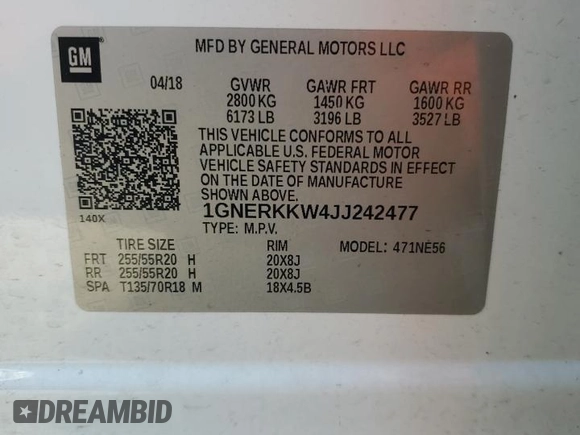 GM
MFD BY GENERAL MOTORS LLC
04/18 GVWR GAWR FRT GAWR RR
2800 KG 1450 KG 1600 KG
6173 LB 3196 LB 3527 LB
THIS VEHICLE CONFORMS TO ALL
APPLICABLE U.S. FEDERAL MOTOR
VEHICLE SAFETY STANDARDS IN EFFECT
ON THE DATE OF MANUFACTURE
SHOWN ABOVE.
140X
1GNERKKW4JJ242477
TYPE: M.P.V.
TIRE SIZE RIM MODEL: 471NE56
FRT 255/55R20 H 20X8J
RR 255/55R20 H 20X8J
SPA T135/70R18 M 18X4.5B
DREAMBID